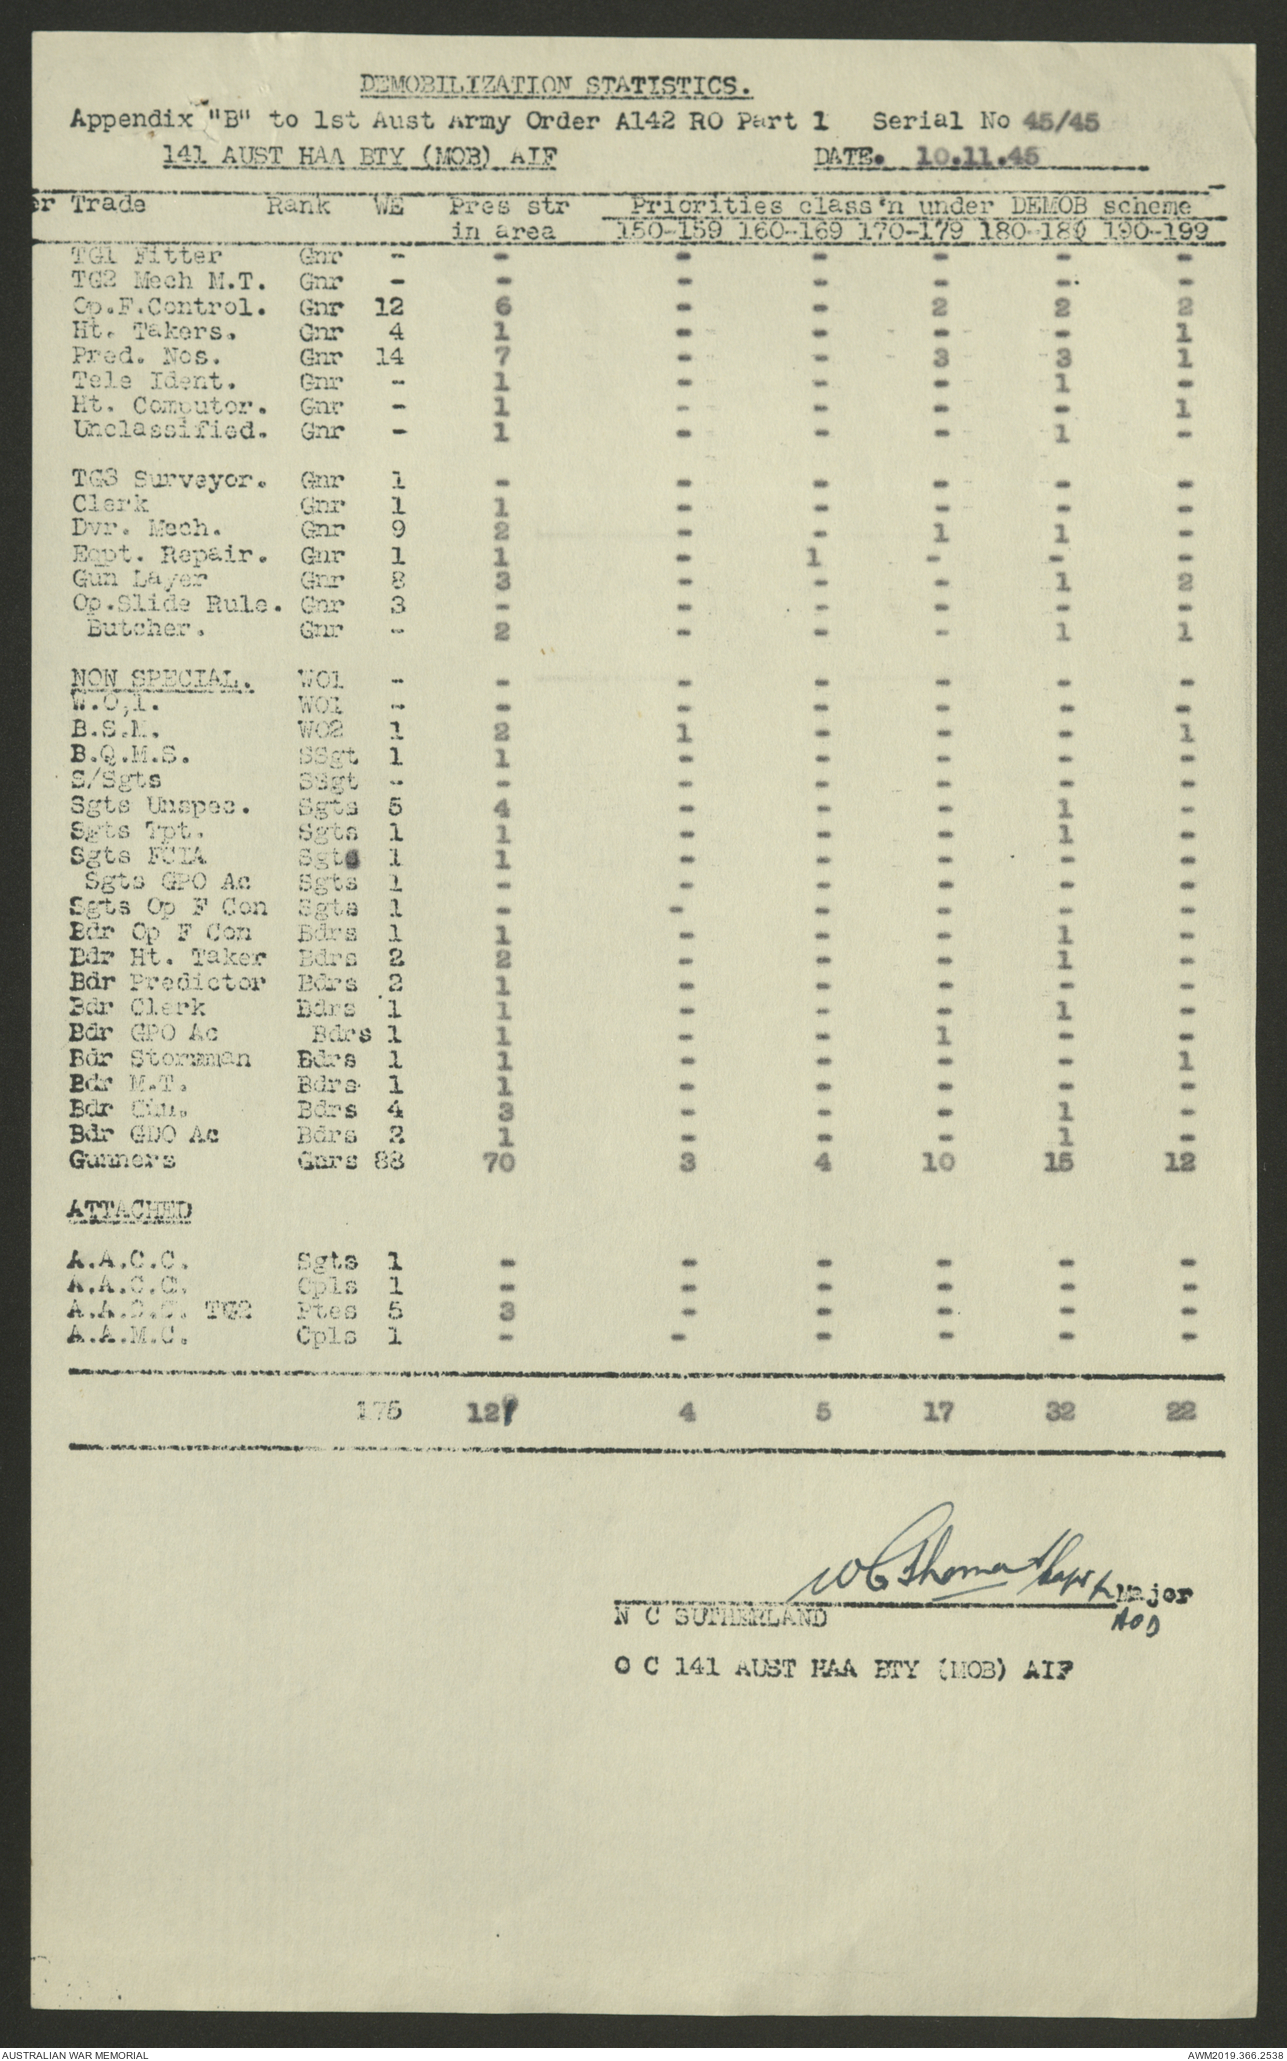 DEMOBILIZATION STATISTICS.
Appendix "B" to 1st Aust Army Order A142 RO Part 1 Serial No 45/45
141 AUST HAA BTY (MOB) AIF DATE. 10.11.45
er Trade Rank WE Pres str Priorities class'n under DEMOB scheme
in area 150-159 160-169 170-179 180-189 190-199
TG1 Fitter Gnr - - - - - - -
TG2 Mech M.T. Gnr - - - - - - -
Op.F.Control. Gnr 12 6 - - 2 2 2
Ht. Takers. Gnr 4 1 - - - - 1
Pred. Nos. Gnr 14 7 - - 3 3 1
Tele Ident. Gnr - 1 - - - 1 -
Ht. Computor. Gnr - 1 - - - - 1
Unclassified. Gnr - 1 - - - 1 -
TG3 Surveyor. Gnr 1 - - - - - -
Clerk Gnr 1 1 - - - - -
Dvr. Mech. Gnr 9 2 - - 1 1 -
Eqpt. Repair. Gnr 1 1 - 1 - - -
Gun Layer Gnr 8 3 - - - 1 2
Op.Slide Rule. Gnr 3 - - - - - -
Butcher. Gnr - 2 - - - 1 1
NON SPECIAL. WO1 - - - - - - -
W.O,1. WO1 - - - - - - -
B.S.M. WO2 1 2 1 - - - 1
B.Q.M.S. SSgt 1 1 - - - - -
S/Sgts SSgt - - - - - - -
Sgts Unspec. Sgts 5 4 - - - 1 -
Sgts Tpt. Sgts 1 1 - - - 1 -
Sgts FCIA Sgts 1 1 - - - - -
Sgts GPO Ac Sgts 1 - - - - - -
Sgts Op F Con Sgts 1 - - - - - -
Bdr Op F Con Bdrs 1 1 - - - 1 -
Bdr Ht. Taker Bdrs 2 2 - - - 1 -
Bdr Predictor Bdrs 2 1 - - - - -
Bdr Clerk Bdrs 1 1 - - - 1 -
Bdr GPO Ac Bdrs 1 1 - - 1 - -
Bdr Storeman Bdrs 1 1 - - - - 1
Bdr M.T. Bdrs 1 1 - - - - -
Bdr Gun. Bdrs 4 3 - - - 1 -
Bdr GDO Ac Bdrs 2 1 - - - 1 -
Gunners Gnrs 88 70 3 4 10 15 12
ATTACHED
A.A.C.C. Sgts 1 - - - - - -
A.A.C.C. Cpls 1 - - - - - -
A.A.C.C. TG2 Ptes 5 3 - - - - -
A.A.M.C. Cpls 1 - - - - - -
175 4 5 17 32 22
Major
N C SUTHERLAND
O C 141 AUST HAA BTY (MOB) AIF
AUSTRALIAN WAR MEMORIAL AWM2019.366.2538